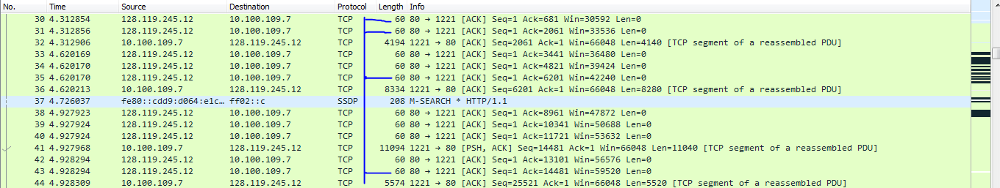 No. Time Source Destination Protocol Length Info
30 4.312854 128.119.245.12 10.100.109.7 TCP 60 80 → 1221 [ACK] Seq=1 Ack=681 Win=30592 Len=0
31 4.312856 128.119.245.12 10.100.109.7 TCP 60 80 → 1221 [ACK] Seq=1 Ack=2061 Win=33536 Len=0
32 4.312906 10.100.109.7 128.119.245.12 TCP 4194 1221 → 80 [ACK] Seq=2061 Ack=1 Win=66048 Len=4140 [TCP segment of a reassembled PDU]
33 4.620169 128.119.245.12 10.100.109.7 TCP 60 80 → 1221 [ACK] Seq=1 Ack=3441 Win=36480 Len=0
34 4.620170 128.119.245.12 10.100.109.7 TCP 60 80 → 1221 [ACK] Seq=1 Ack=4821 Win=39424 Len=0
35 4.620170 128.119.245.12 10.100.109.7 TCP 60 80 → 1221 [ACK] Seq=1 Ack=6201 Win=42240 Len=0
36 4.620213 10.100.109.7 128.119.245.12 TCP 8334 1221 → 80 [ACK] Seq=6201 Ack=1 Win=66048 Len=8280 [TCP segment of a reassembled PDU]
37 4.726037 fe80::cdd9:d064:e1c… ff02::c SSDP 208 M-SEARCH * HTTP/1.1
38 4.927923 128.119.245.12 10.100.109.7 TCP 60 80 → 1221 [ACK] Seq=1 Ack=8961 Win=47872 Len=0
39 4.927924 128.119.245.12 10.100.109.7 TCP 60 80 → 1221 [ACK] Seq=1 Ack=10341 Win=50688 Len=0
40 4.927924 128.119.245.12 10.100.109.7 TCP 60 80 → 1221 [ACK] Seq=1 Ack=11721 Win=53632 Len=0
41 4.927968 10.100.109.7 128.119.245.12 TCP 11094 1221 → 80 [PSH, ACK] Seq=14481 Ack=1 Win=66048 Len=11040 [TCP segment of a reassembled PDU]
42 4.928294 128.119.245.12 10.100.109.7 TCP 60 80 → 1221 [ACK] Seq=1 Ack=13101 Win=56576 Len=0
43 4.928294 128.119.245.12 10.100.109.7 TCP 60 80 → 1221 [ACK] Seq=1 Ack=14481 Win=59520 Len=0
44 4.928309 10.100.109.7 128.119.245.12 TCP 5574 1221 → 80 [ACK] Seq=25521 Ack=1 Win=66048 Len=5520 [TCP segment of a reassembled PDU]